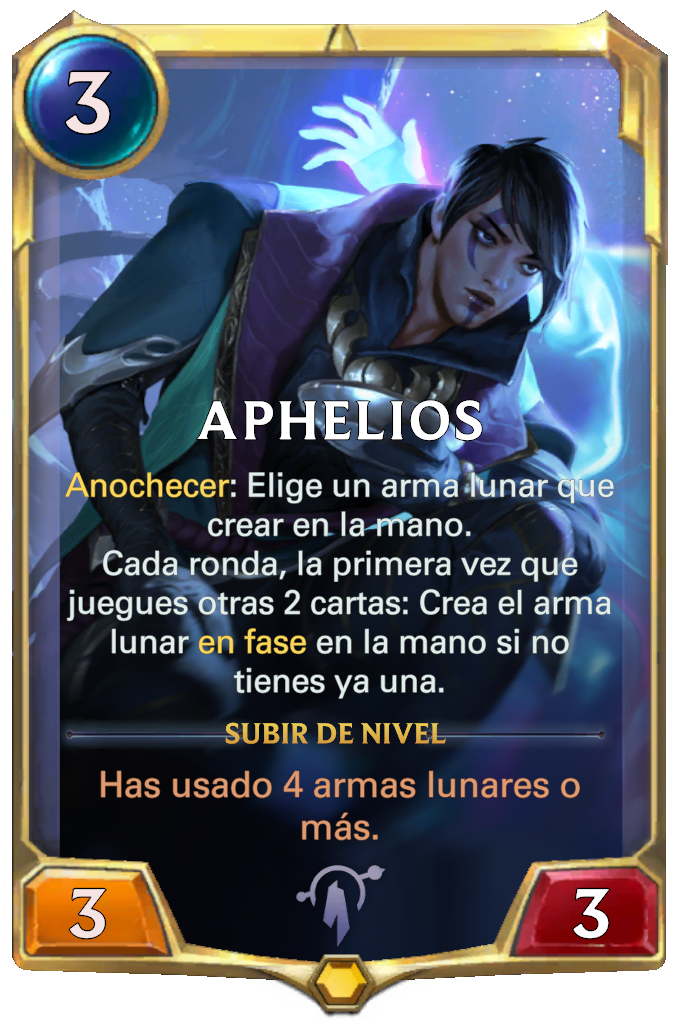 3
APHELIOS
Anochecer: Elige un arma lunar que
crear en la mano.
Cada ronda, la primera vez que
juegues otras 2 cartas: Crea el arma
lunar en fase en la mano si no
tienes ya una.
SUBIR DE NIVEL
Has usado 4 armas lunares o
más.
3
3